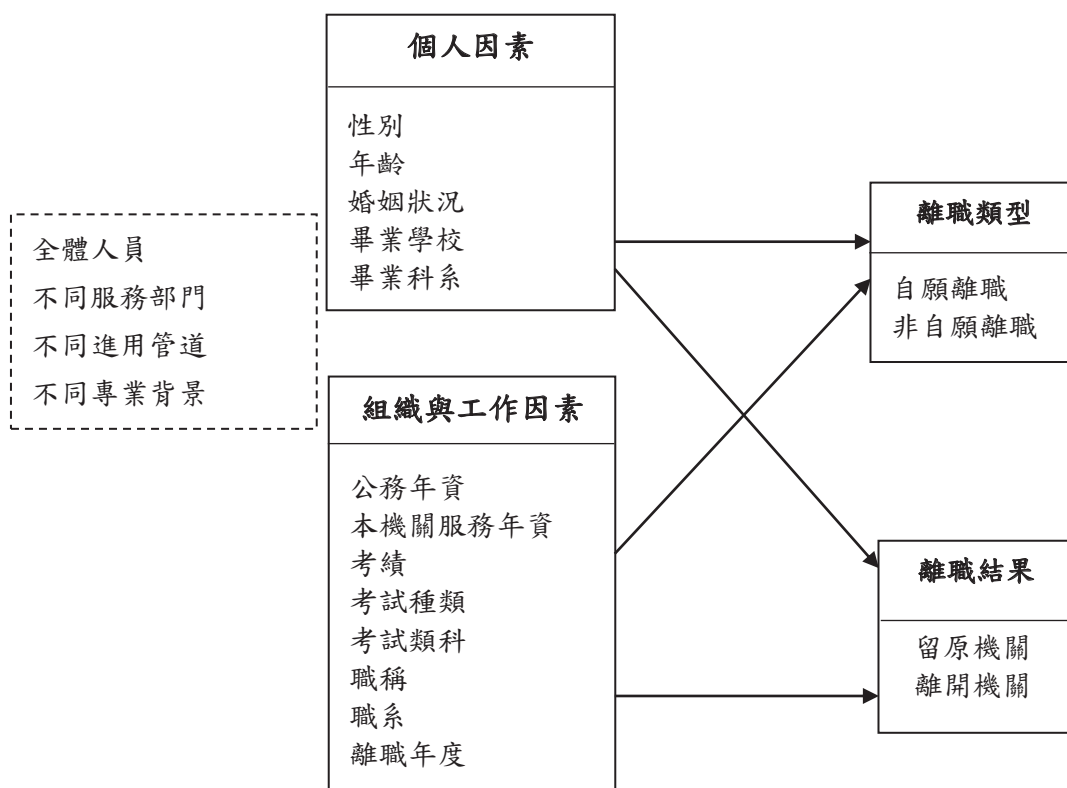 全體人員
不同服務部門
不同進用管道
不同專業背景
個人因素
性別
年齡
婚姻狀況
畢業學校
畢業科系
組織與工作因素
公務年資
本機關服務年資
考績
考試種類
考試類科
職稱
職系
離職年度
離職類型
自願離職
非自願離職
離職結果
留原機關
離開機關